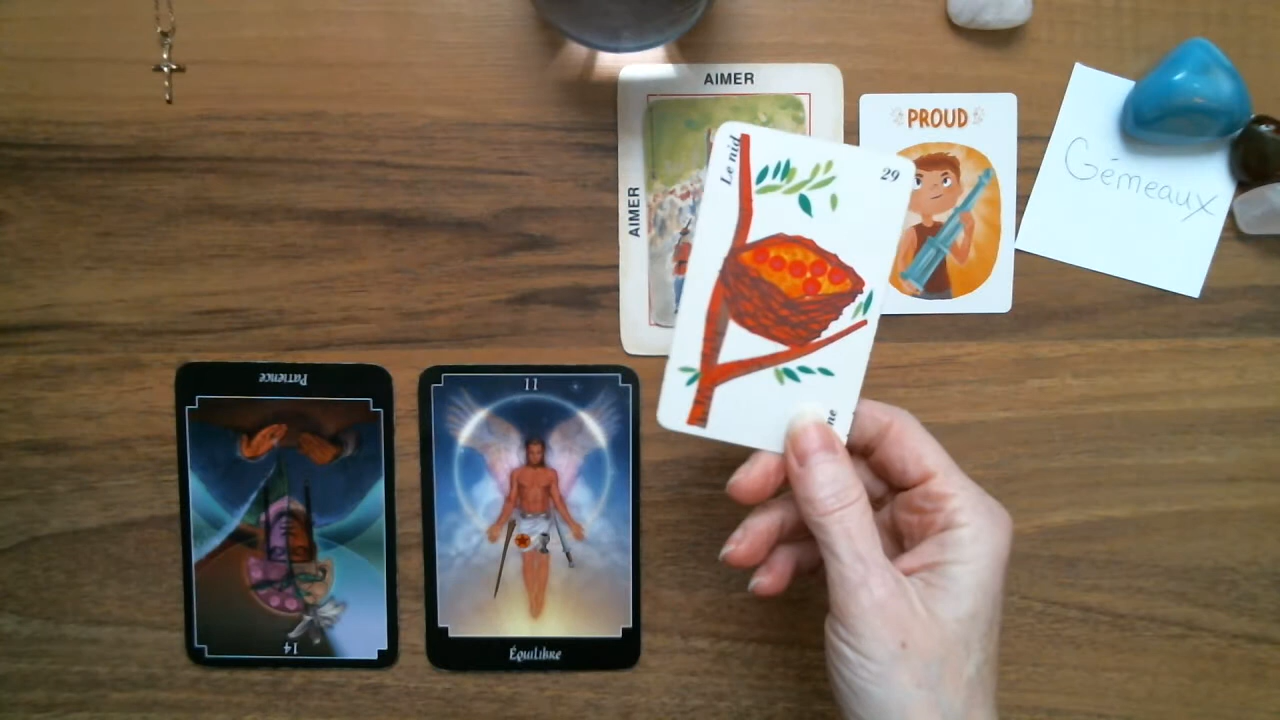 AIMER
AIMER
PROUD
Gémeaux
Le nid
29
Patience
14
11
Équilibre